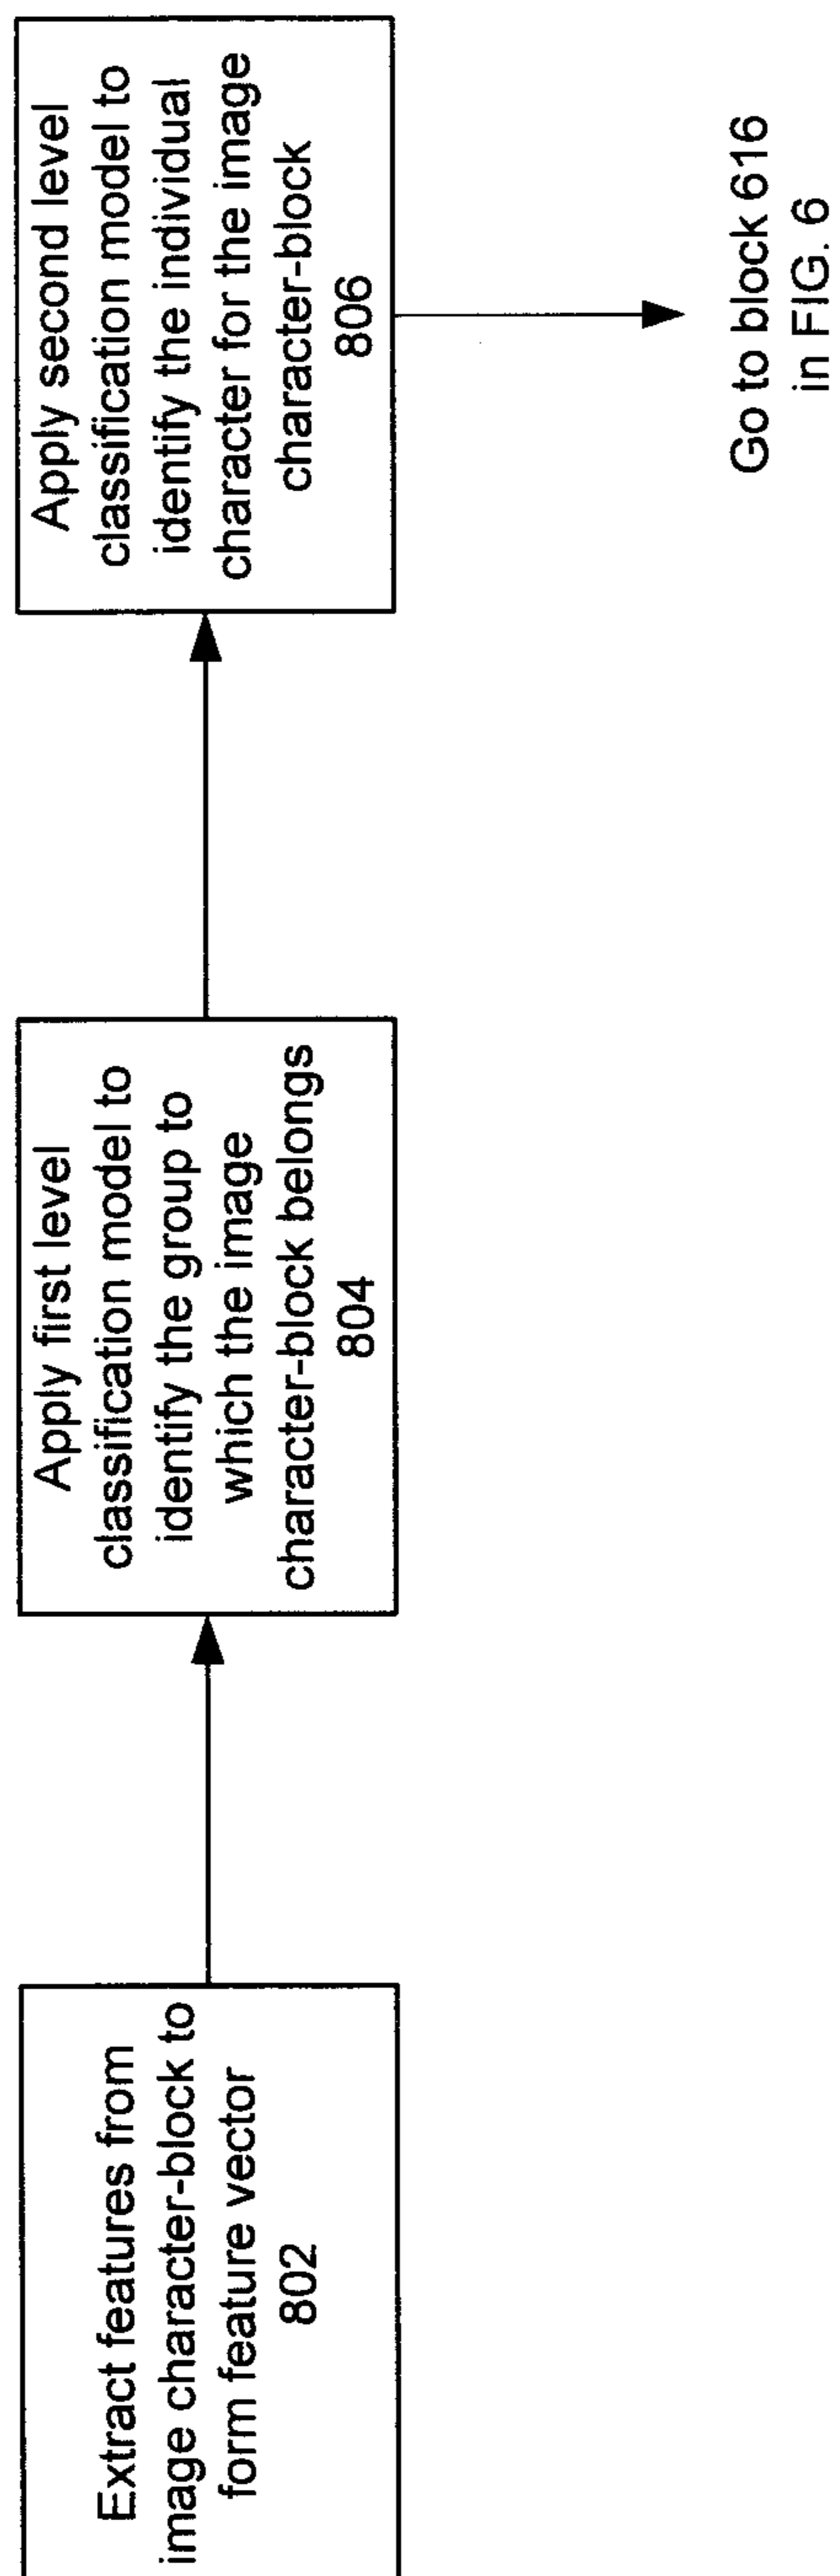 Extract features from
image character-block to
form feature vector
802
Apply first level
classification model to
identify the group to
which the image
character-block belongs
804
Apply second level
classification model to
identify the individual
character for the image
character-block
806
Go to block 616
in FIG. 6